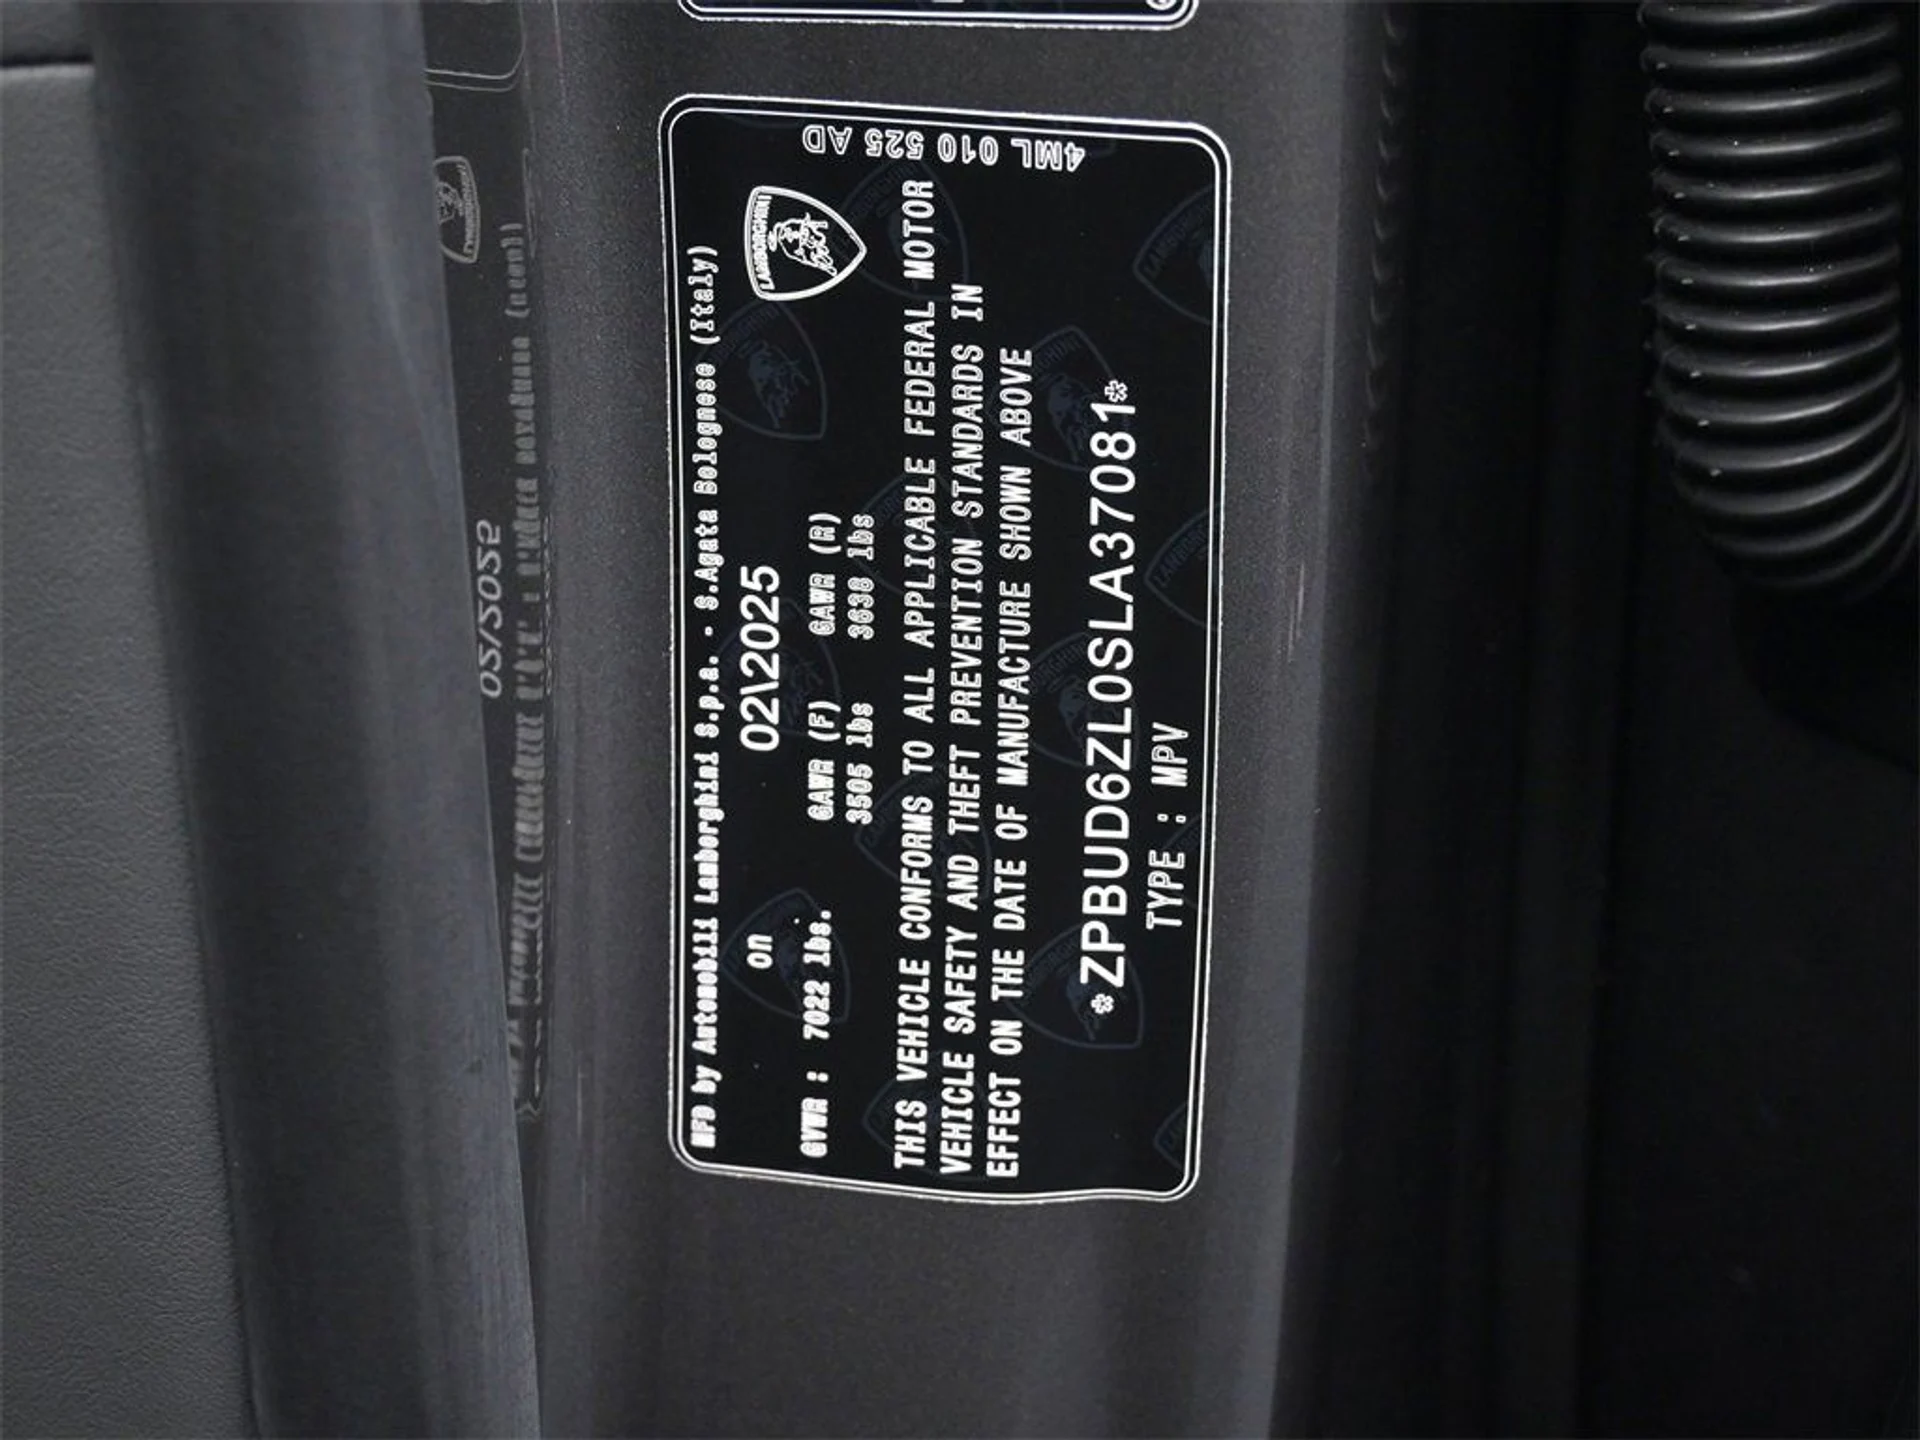 MFD by Automobili Lamborghini S.p.a. - S.Agata Bolognese (Italy)
on 02\2025
LAMBORGHINI
GVWR : 7022 lbs. GAWR (F) GAWR (R)
3505 lbs 3638 lbs
THIS VEHICLE CONFORMS TO ALL APPLICABLE FEDERAL MOTOR
VEHICLE SAFETY AND THEFT PREVENTION STANDARDS IN
EFFECT ON THE DATE OF MANUFACTURE SHOWN ABOVE
*ZPBUD6ZL0SLA37081*
TYPE : MPV
4ML 010 525 AD
02/2025